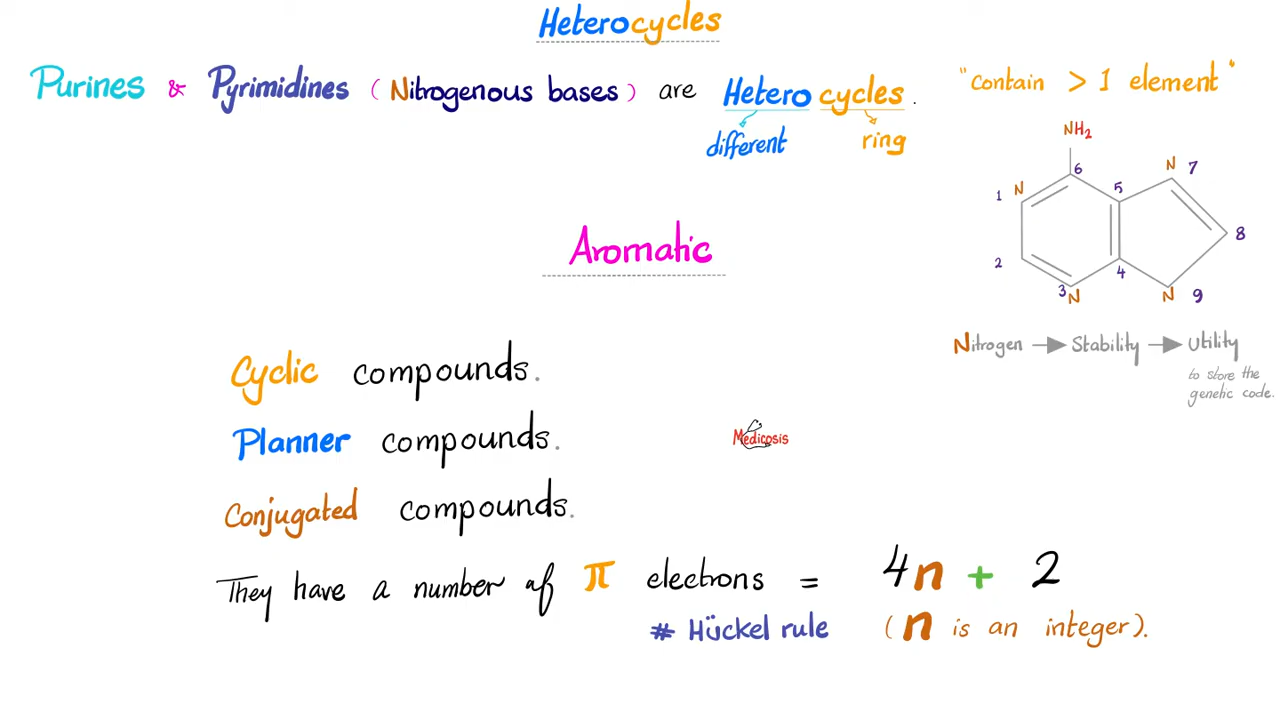 Heterocycles
Purines & Pyrimidines (Nitrogenous bases) are Heterocycles.
different
ring
"contain > 1 element"
NH2
6
N
7
5
1
N
8
2
4
3
N
N
9
Nitrogen → Stability → Utility
to store the
genetic code.
Aromatic
Cyclic compounds.
Planner compounds.
Medicosis
Conjugated compounds.
They have a number of π electrons = 4n + 2
# Hückel rule (n is an integer).